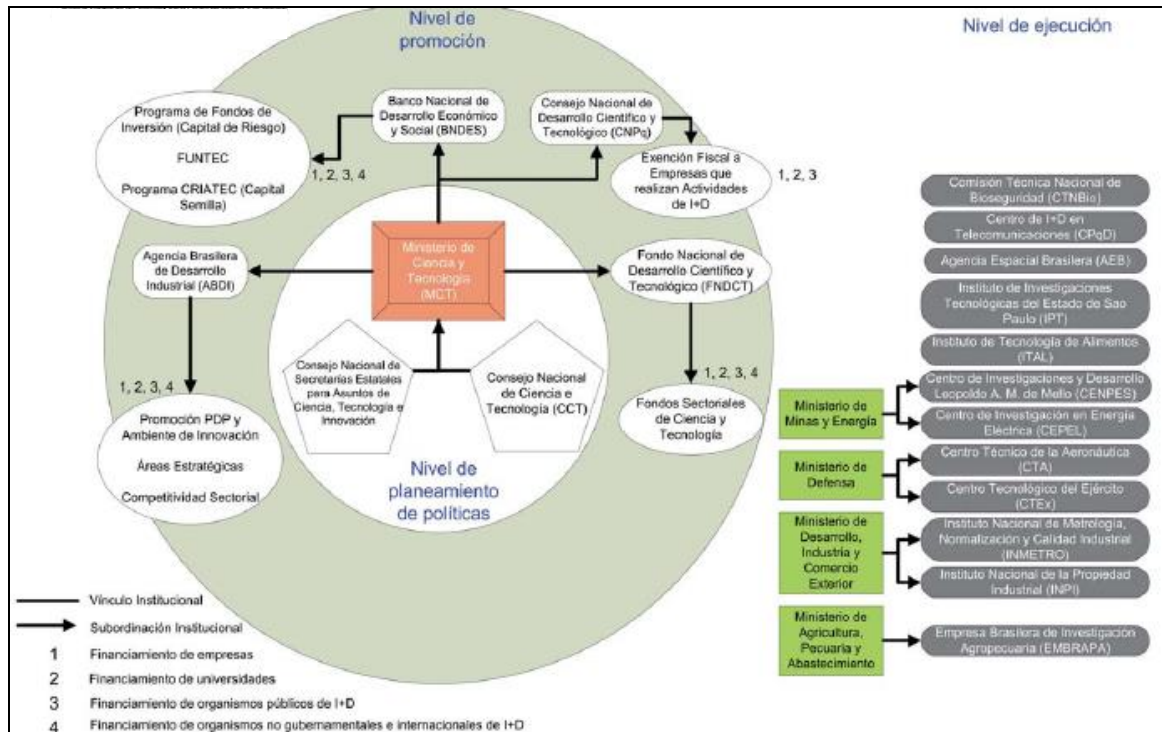 Nivel de
promoción
Nivel de ejecución
Programa de Fondos de
Inversión (Capital de Riesgo)
FUNTEC
Programa CRIATEC (Capital
Semilla)
1, 2, 3, 4
Banco Nacional de
Desarrollo Económico
y Social (BNDES)
Consejo Nacional de
Desarrollo Científico y
Tecnológico (CNPq)
Exención Fiscal a
Empresas que
realizan Actividades
de I+D
1, 2, 3
Agencia Brasilera
de Desarrollo
Industrial (ABDI)
Ministerio de
Ciencia y
Tecnología
(MCT)
Fondo Nacional de
Desarrollo Científico y
Tecnológico (FNDCT)
Consejo Nacional de
Secretarías Estatales
para Asuntos de
Ciencia, Tecnología e
Innovación
Consejo Nacional
de Ciencia e
Tecnología (CCT)
1, 2, 3, 4
Promoción PDP y
Ambiente de Innovación
Áreas Estratégicas
Competitividad Sectorial
1, 2, 3, 4
Fondos Sectoriales
de Ciencia y
Tecnología
Nivel de
planeamiento
de políticas
Comisión Técnica Nacional de
Bioseguridad (CTNBio)
Centro de I+D en
Telecomunicaciones (CPqD)
Agencia Espacial Brasilera (AEB)
Instituto de Investigaciones
Tecnológicas del Estado de Sao
Paulo (IPT)
Instituto de Tecnología de Alimentos
(ITAL)
Ministerio de
Minas y Energía
Centro de Investigaciones y Desarrollo
Leopoldo A. M. de Mello (CENPES)
Centro de Investigación en Energía
Eléctrica (CEPEL)
Ministerio de
Defensa
Centro Técnico de la Aeronáutica
(CTA)
Centro Tecnológico del Ejército
(CTEx)
Ministerio de
Desarrollo,
Industria y
Comercio
Exterior
Instituto Nacional de Metrología,
Normalización y Calidad Industrial
(INMETRO)
Instituto Nacional de la Propiedad
Industrial (INPI)
Ministerio de
Agricultura,
Pecuaria y
Abastecimiento
Empresa Brasilera de Investigación
Agropecuaria (EMBRAPA)
Vínculo Institucional
Subordinación Institucional
1 Financiamiento de empresas
2 Financiamiento de universidades
3 Financiamiento de organismos públicos de I+D
4 Financiamiento de organismos no gubernamentales e internacionales de I+D